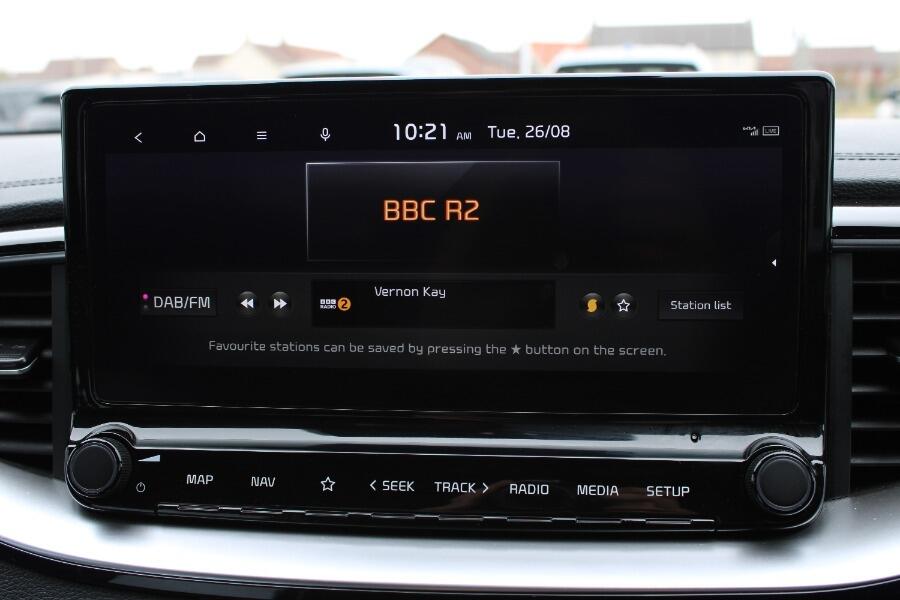 10:21 AM Tue, 26/08
LIVE
BBC R2
DAB/FM
BBC RADIO 2
Vernon Kay
Station list
Favourite stations can be saved by pressing the ★ button on the screen.
MAP NAV ☆ < SEEK TRACK > RADIO MEDIA SETUP